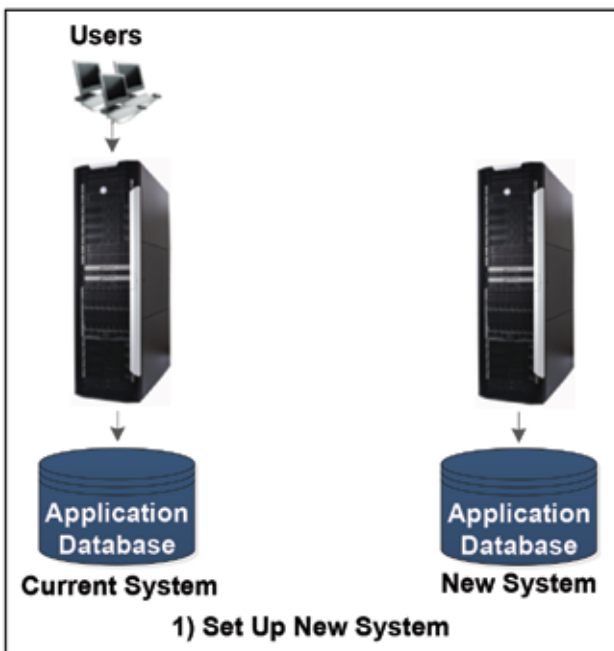 Users
Application
Database
Current System
Application
Database
New System
1) Set Up New System